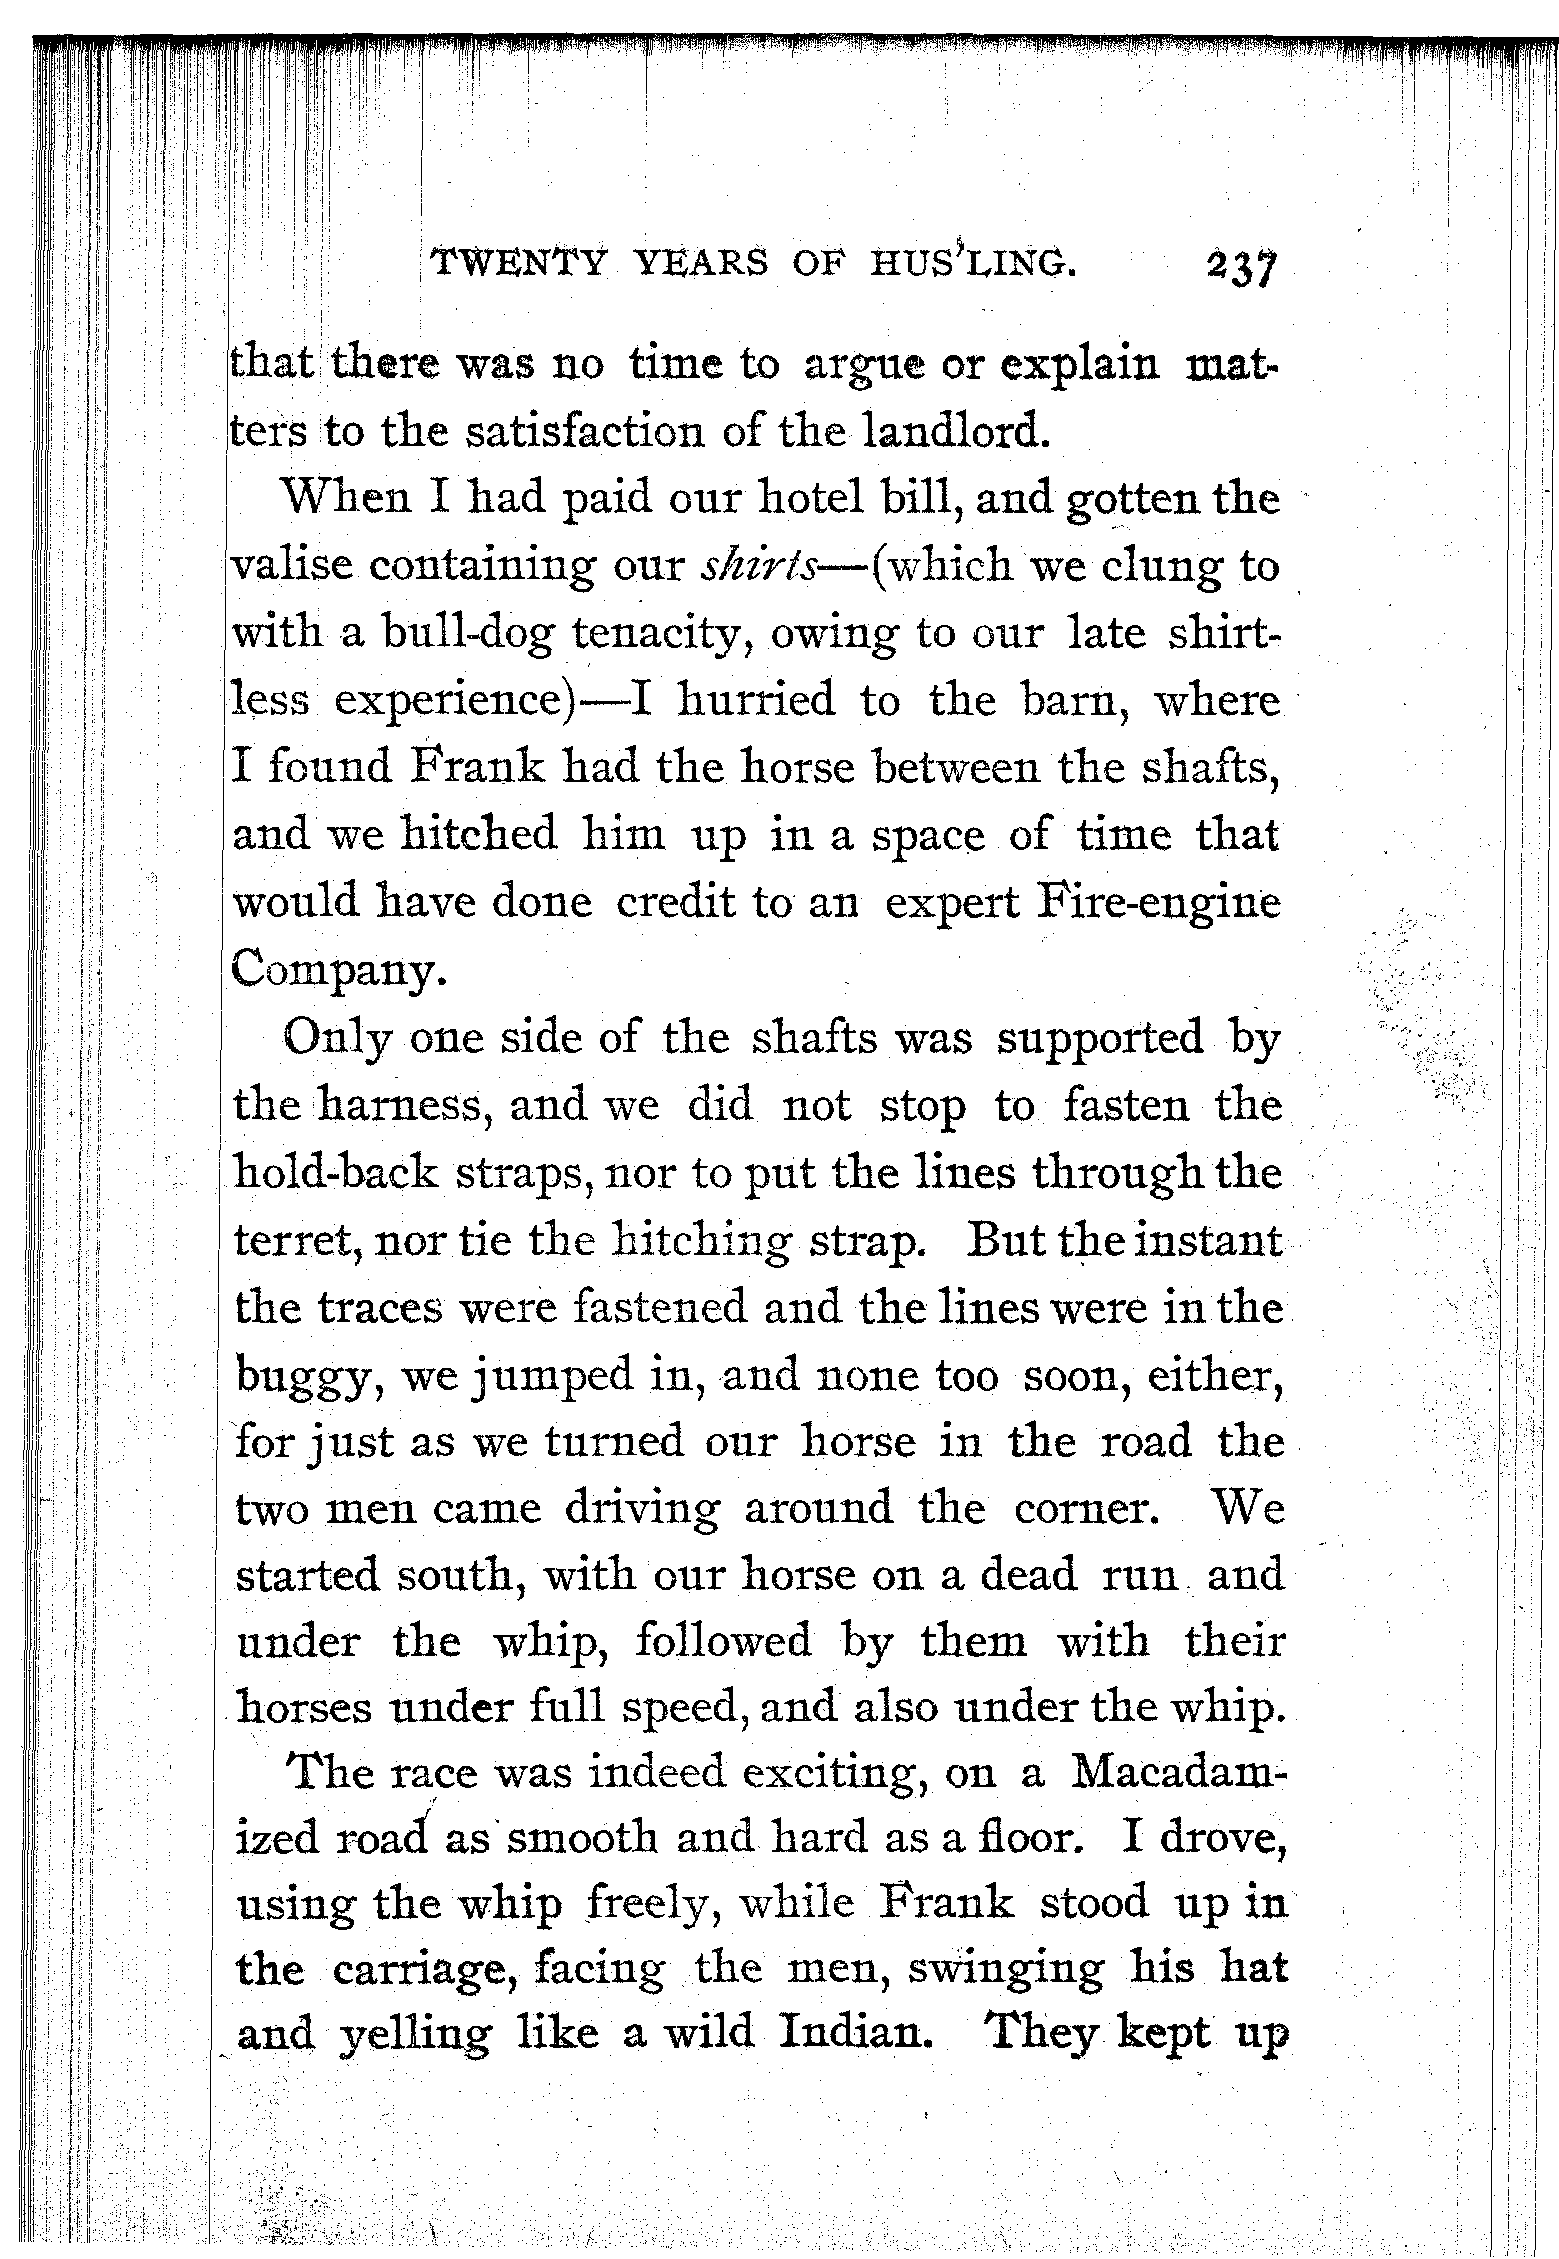 TWENTY YEARS OF HUS'LING. 237
that there was no time to argue or explain mat-
ters to the satisfaction of the landlord.
When I had paid our hotel bill, and gotten the
valise containing our shirts—(which we clung to
with a bull-dog tenacity, owing to our late shirt-
less experience)—I hurried to the barn, where
I found Frank had the horse between the shafts,
and we hitched him up in a space of time that
would have done credit to an expert Fire-engine
Company.
Only one side of the shafts was supported by
the harness, and we did not stop to fasten the
hold-back straps, nor to put the lines through the
terret, nor tie the hitching strap. But the instant
the traces were fastened and the lines were in the
buggy, we jumped in, and none too soon, either,
for just as we turned our horse in the road the
two men came driving around the corner. We
started south, with our horse on a dead run and
under the whip, followed by them with their
horses under full speed, and also under the whip.
The race was indeed exciting, on a Macadam-
ized road as smooth and hard as a floor. I drove,
using the whip freely, while Frank stood up in
the carriage, facing the men, swinging his hat
and yelling like a wild Indian. They kept up